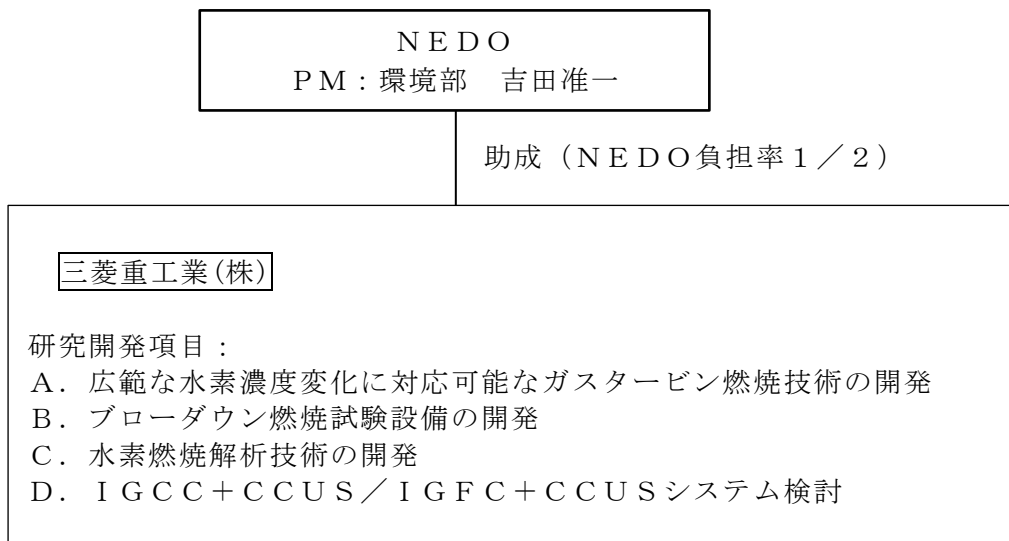 ＮＥＤＯ
ＰＭ：環境部　吉田准一
助成（ＮＥＤＯ負担率１／２）
三菱重工業(株)
研究開発項目：
Ａ．広範な水素濃度変化に対応可能なガスタービン燃焼技術の開発
Ｂ．ブローダウン燃焼試験設備の開発
Ｃ．水素燃焼解析技術の開発
Ｄ．ＩＧＣＣ＋ＣＣＵＳ／ＩＧＦＣ＋ＣＣＵＳシステム検討